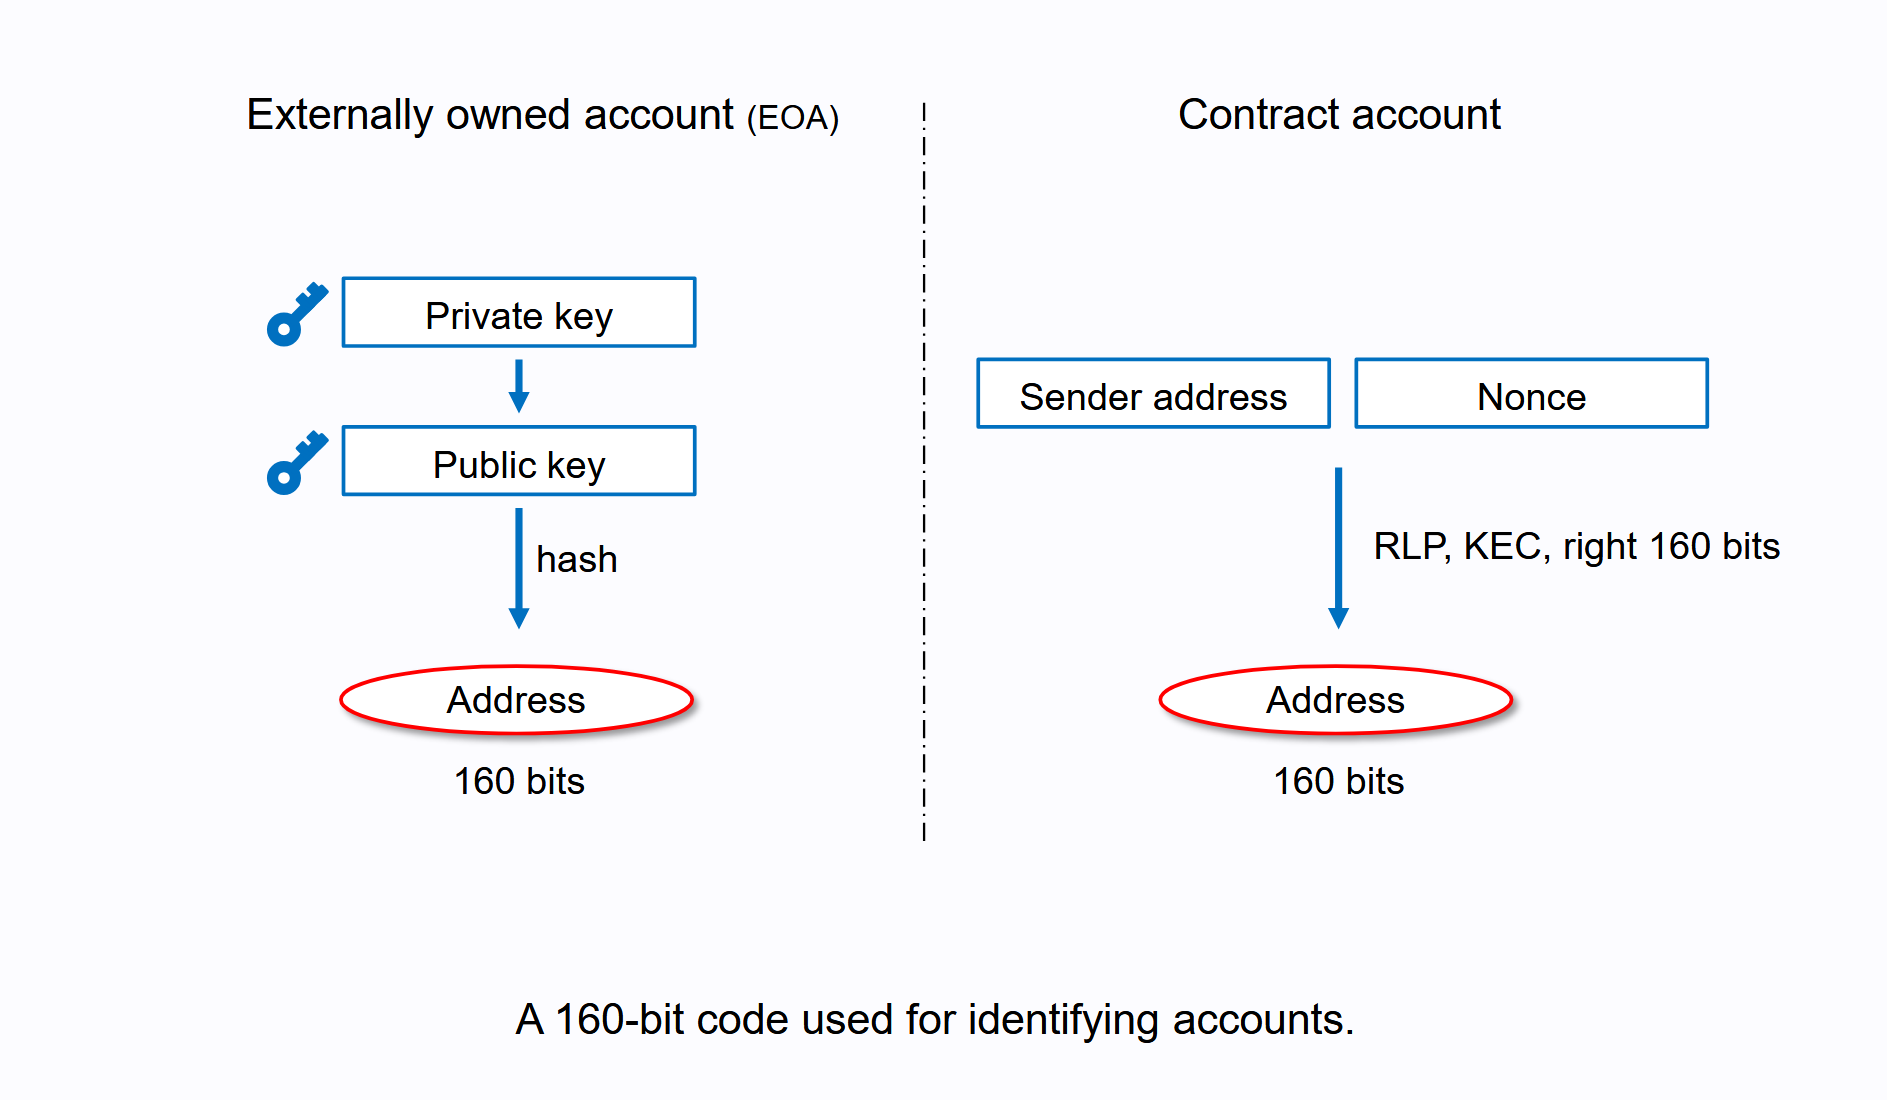 Externally owned account (EOA)
Private key
Public key
hash
Address
160 bits
Contract account
Sender address
Nonce
RLP, KEC, right 160 bits
Address
160 bits
A 160-bit code used for identifying accounts.